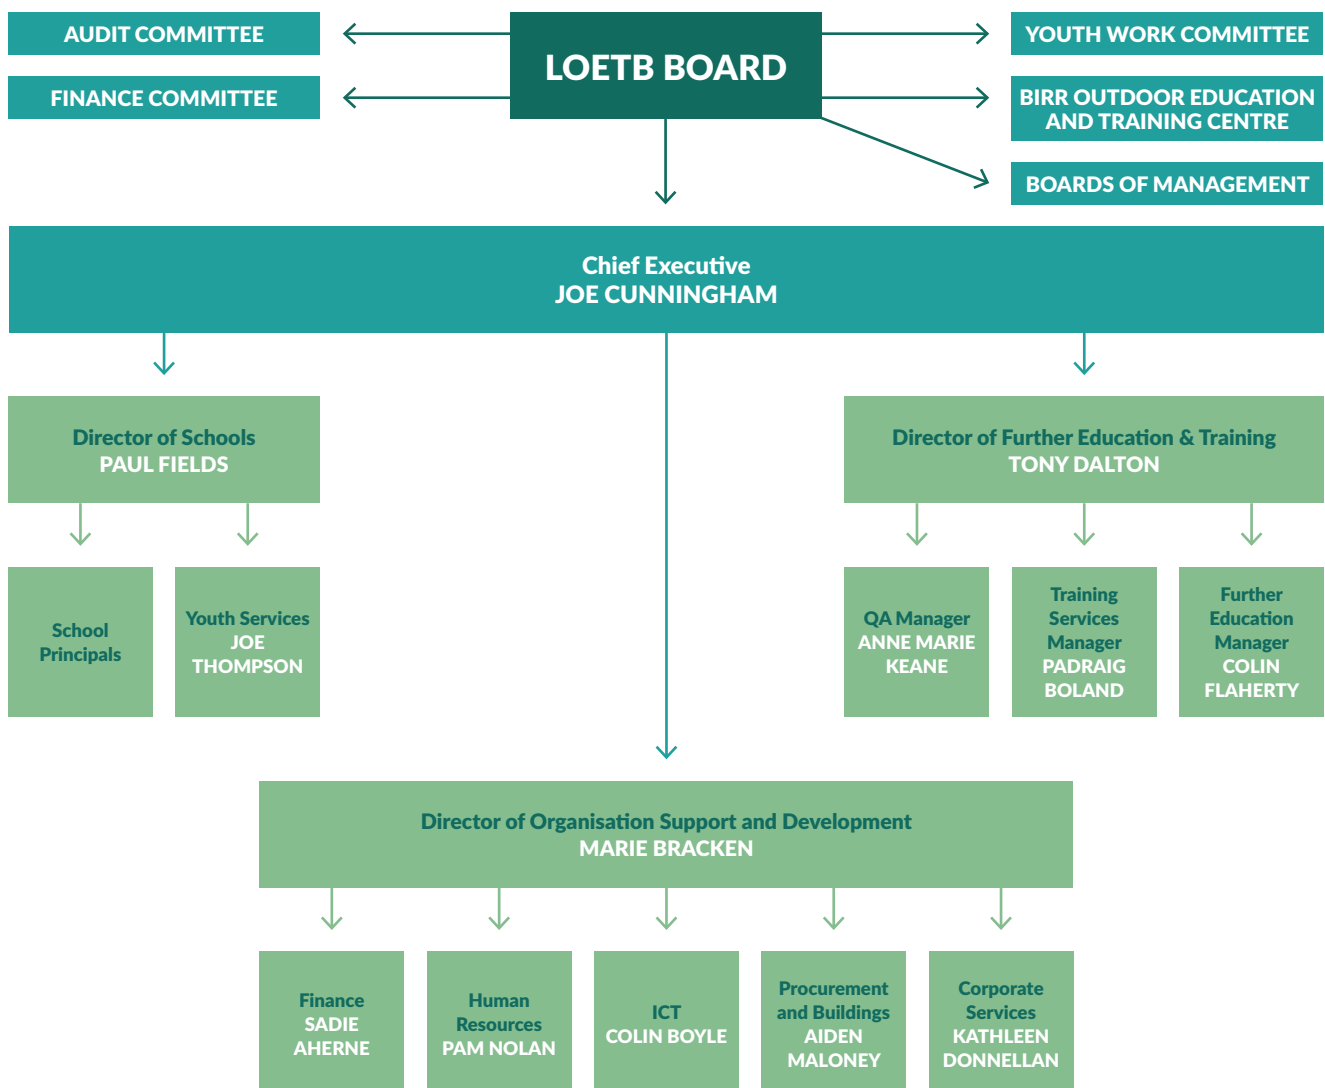 AUDIT COMMITTEE
FINANCE COMMITTEE
LOETB BOARD
YOUTH WORK COMMITTEE
BIRR OUTDOOR EDUCATION
AND TRAINING CENTRE
BOARDS OF MANAGEMENT
Chief Executive
JOE CUNNINGHAM
Director of Schools
PAUL FIELDS
Director of Further Education & Training
TONY DALTON
School
Principals
Youth Services
JOE
THOMPSON
QA Manager
ANNE MARIE
KEANE
Training
Services
Manager
PADRAIG
BOLAND
Further
Education
Manager
COLIN
FLAHERTY
Director of Organisation Support and Development
MARIE BRACKEN
Finance
SADIE
AHERNE
Human
Resources
PAM NOLAN
ICT
COLIN BOYLE
Procurement
and Buildings
AIDEN
MALONEY
Corporate
Services
KATHLEEN
DONNELLAN